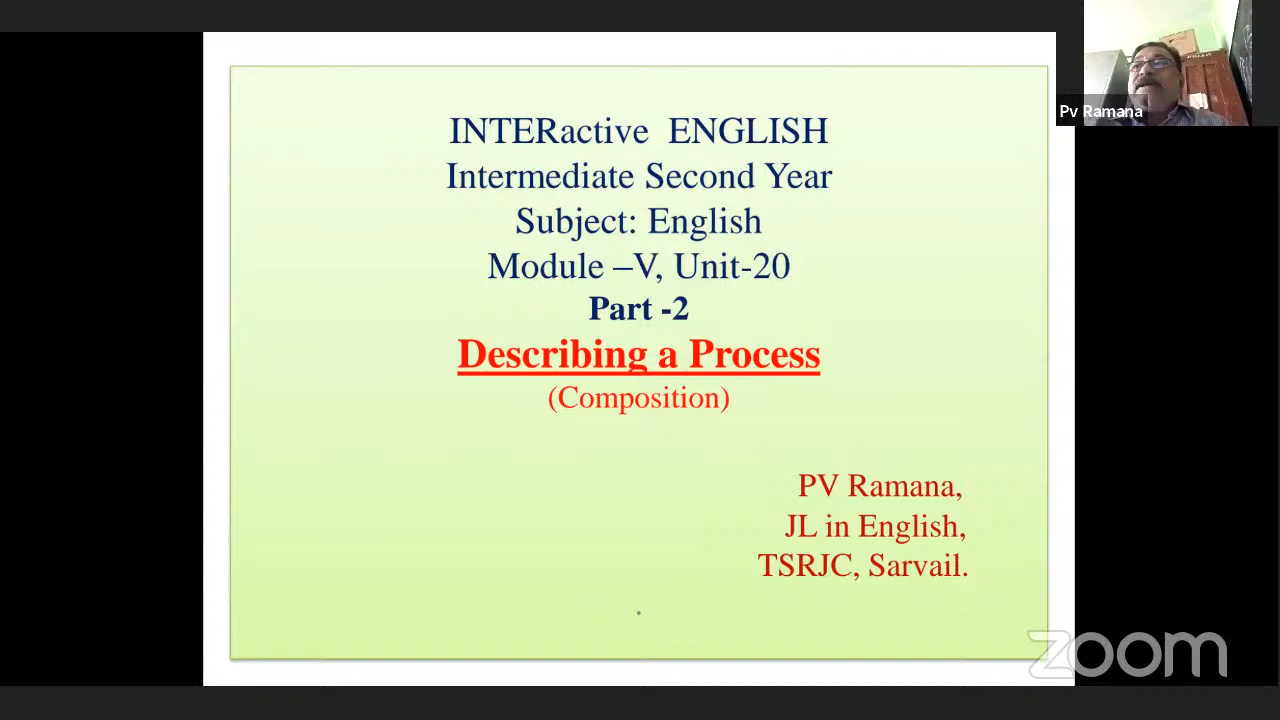 INTERactive ENGLISH
Intermediate Second Year
Subject: English
Module –V, Unit-20
Part -2
Describing a Process
(Composition)
PV Ramana,
JL in English,
TSRJC, Sarvail.
Pv Ramana
zoom